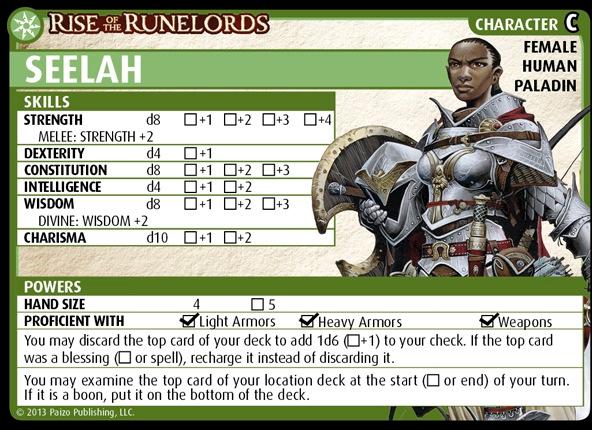 RISE OF THE RUNELORDS
CHARACTER C
SEELAH
FEMALE
HUMAN
PALADIN
SKILLS
STRENGTH d8 ☐+1 ☐+2 ☐+3 ☐+4
MELEE: STRENGTH +2
DEXTERITY d4 ☐+1
CONSTITUTION d8 ☐+1 ☐+2 ☐+3
INTELLIGENCE d4 ☐+1 ☐+2
WISDOM d8 ☐+1 ☐+2 ☐+3
DIVINE: WISDOM +2
CHARISMA d10 ☐+1 ☐+2
POWERS
HAND SIZE 4 ☐ 5
PROFICIENT WITH ☑ Light Armors ☑ Heavy Armors ☑ Weapons
You may discard the top card of your deck to add 1d6 (☐+1) to your check. If the top card
was a blessing (☐ or spell), recharge it instead of discarding it.
You may examine the top card of your location deck at the start (☐ or end) of your turn.
If it is a boon, put it on the bottom of the deck.
© 2013 Paizo Publishing, LLC.